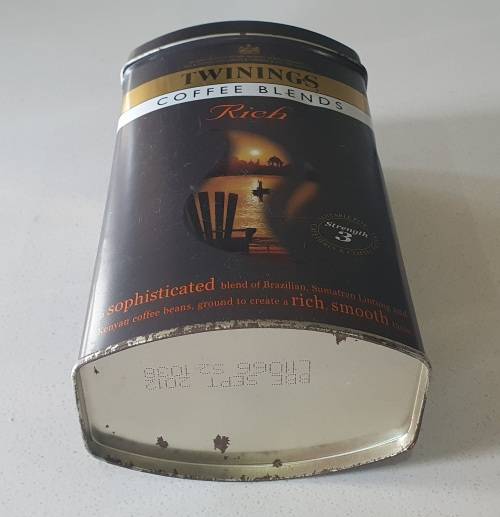 TWININGS
COFFEE BLENDS
Rich
Strength
3
a sophisticated blend of Brazilian, Sumatran Lintong and
Kenyan coffee beans, ground to create a rich, smooth
BBE SEPT 2012
L1066 S2 1036